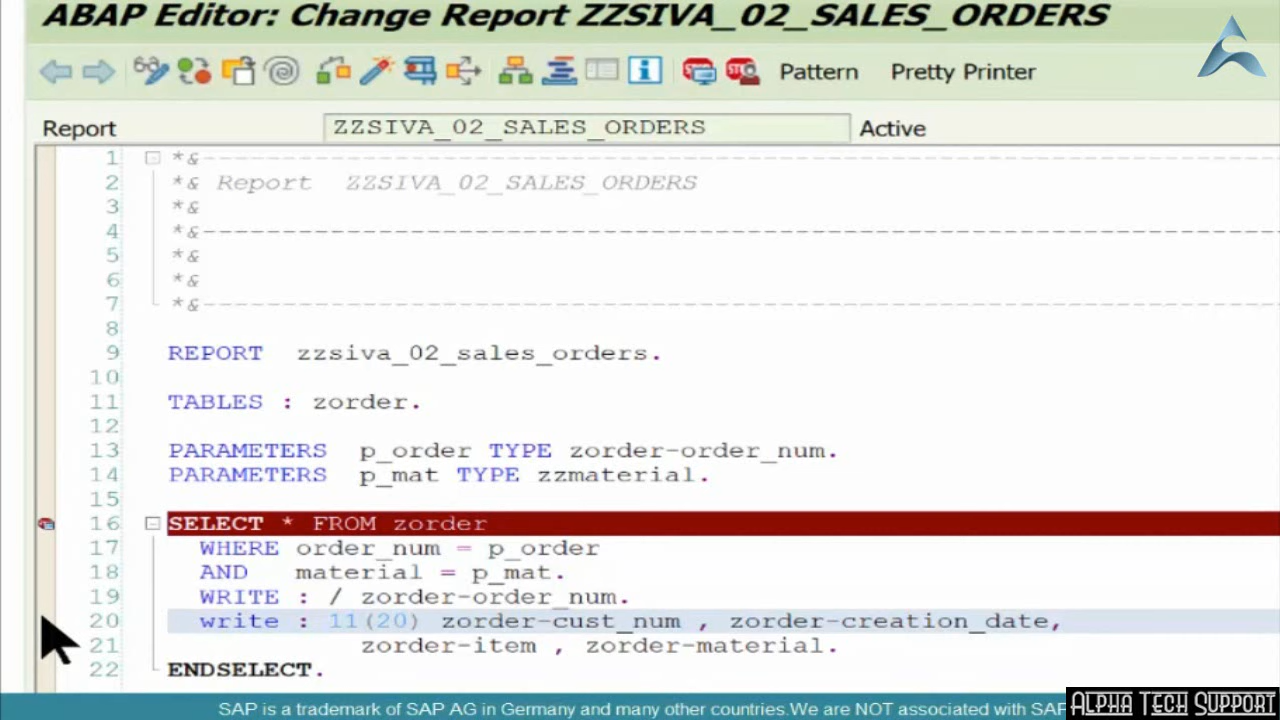 ABAP Editor: Change Report ZZSIVA_02_SALES_ORDERS
Pattern Pretty Printer
Report ZZSIVA_02_SALES_ORDERS Active
1 *&---------------------------------------------------------------------
2 *& Report ZZSIVA_02_SALES_ORDERS
3 *&
4 *&---------------------------------------------------------------------
5 *&
6 *&
7 *&---------------------------------------------------------------------
8
9 REPORT zzsiva_02_sales_orders.
10
11 TABLES : zorder.
12
13 PARAMETERS p_order TYPE zorder-order_num.
14 PARAMETERS p_mat TYPE zzmaterial.
15
16 SELECT * FROM zorder
17 WHERE order_num = p_order
18 AND material = p_mat.
19 WRITE : / zorder-order_num.
20 write : 11(20) zorder-cust_num , zorder-creation_date,
21 zorder-item , zorder-material.
22 ENDSELECT.
SAP is a trademark of SAP AG in Germany and many other countries.We are NOT associated with SAP
ALPHA TECH SUPPORT